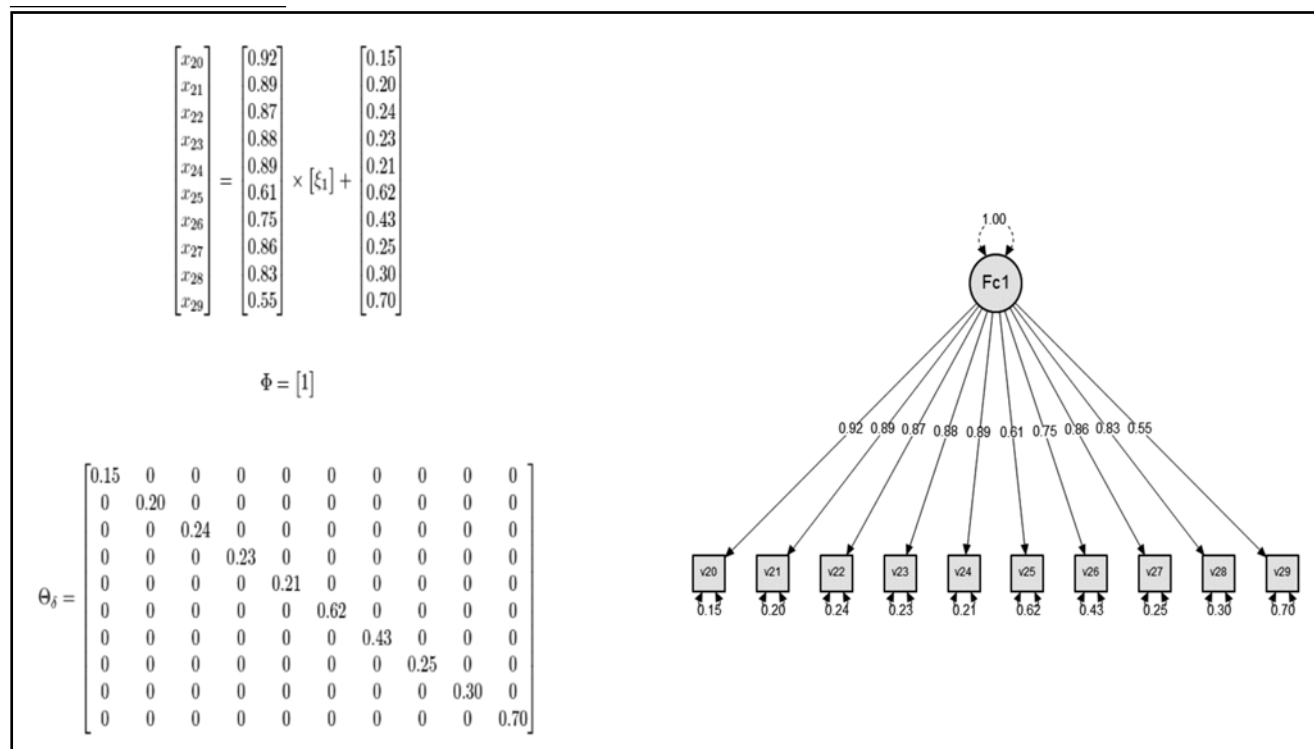 x20 0.92 0.15
x21 0.89 0.20
x22 0.87 0.24
x23 0.88 0.23
x24 0.89 0.21
= × [ξ1] +
x25 0.61 0.62
x26 0.75 0.43
x27 0.86 0.25
x28 0.83 0.30
x29 0.55 0.70
Φ = [1]
Θδ =
0.15 0 0 0 0 0 0 0 0 0
0 0.20 0 0 0 0 0 0 0 0
0 0 0.24 0 0 0 0 0 0 0
0 0 0 0.23 0 0 0 0 0 0
0 0 0 0 0.21 0 0 0 0 0
0 0 0 0 0 0.62 0 0 0 0
0 0 0 0 0 0 0.43 0 0 0
0 0 0 0 0 0 0 0.25 0 0
0 0 0 0 0 0 0 0 0.30 0
0 0 0 0 0 0 0 0 0 0.70
1.00
Fc1
0.92 0.89 0.87 0.88 0.89 0.61 0.75 0.86 0.83 0.55
v20 v21 v22 v23 v24 v25 v26 v27 v28 v29
0.15 0.20 0.24 0.23 0.21 0.62 0.43 0.25 0.30 0.70